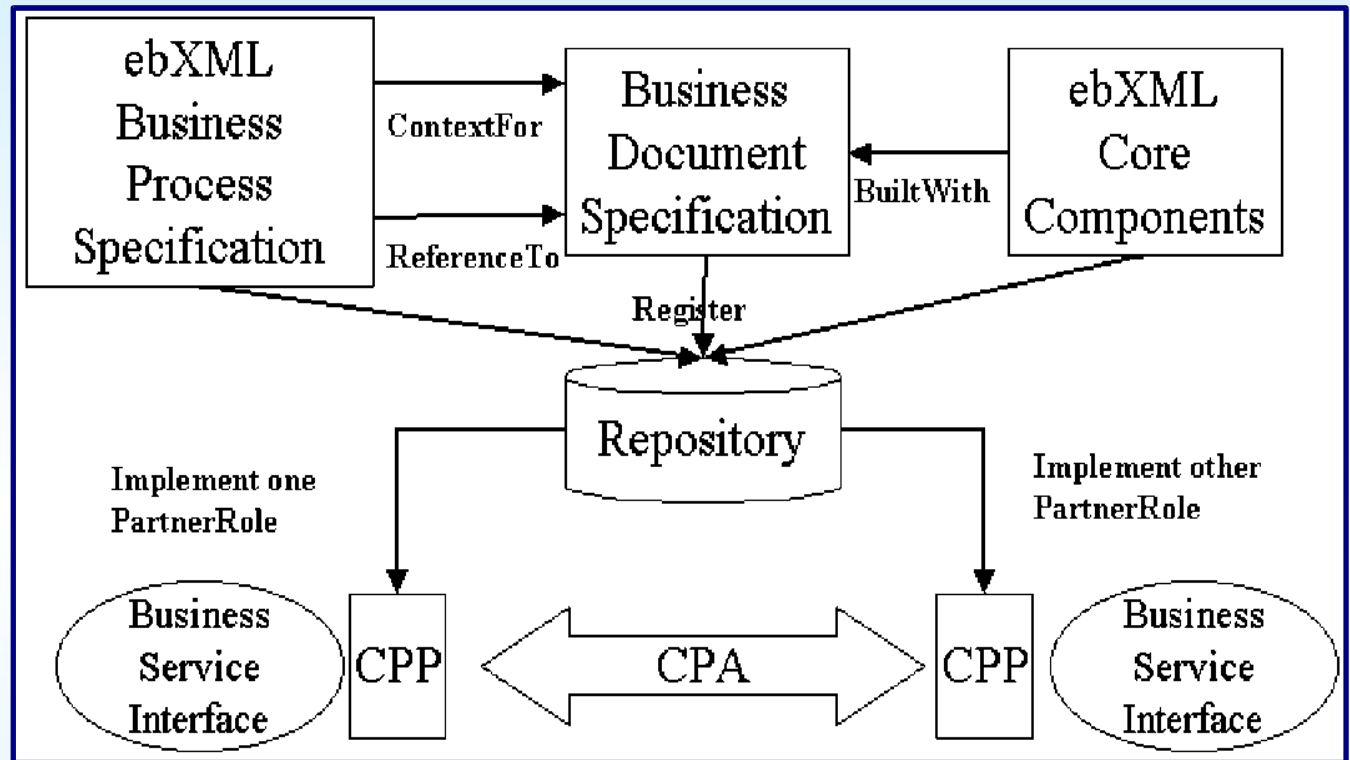 ebXML
Business
Process
Specification
ContextFor
ReferenceTo
Business
Document
Specification
BuiltWith
ebXML
Core
Components
Register
Repository
Implement one
PartnerRole
Implement other
PartnerRole
Business
Service
Interface
CPP
CPA
CPP
Business
Service
Interface